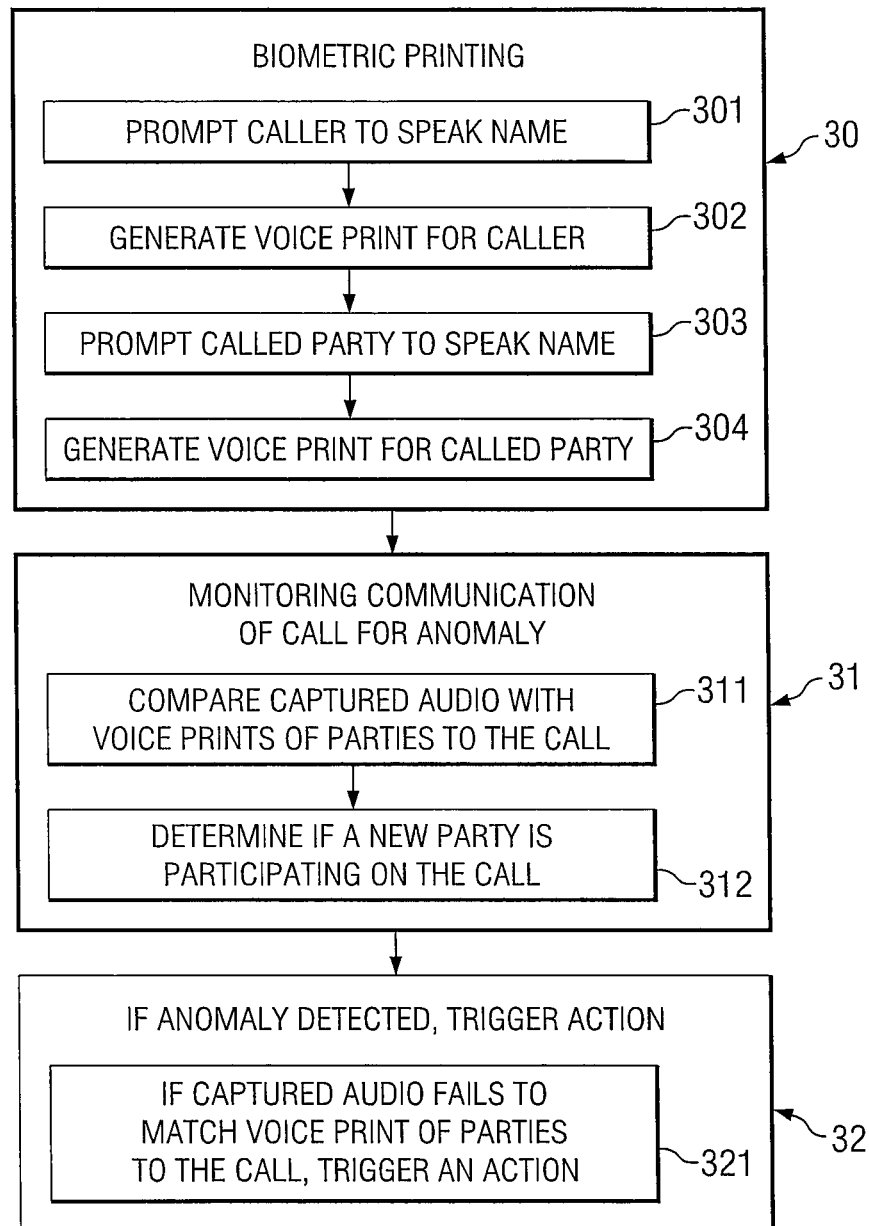 BIOMETRIC PRINTING
PROMPT CALLER TO SPEAK NAME
301
30
GENERATE VOICE PRINT FOR CALLER
302
PROMPT CALLED PARTY TO SPEAK NAME
303
GENERATE VOICE PRINT FOR CALLED PARTY
304
MONITORING COMMUNICATION
OF CALL FOR ANOMALY
31
COMPARE CAPTURED AUDIO WITH
VOICE PRINTS OF PARTIES TO THE CALL
311
DETERMINE IF A NEW PARTY IS
PARTICIPATING ON THE CALL
312
IF ANOMALY DETECTED, TRIGGER ACTION
IF CAPTURED AUDIO FAILS TO
MATCH VOICE PRINT OF PARTIES
TO THE CALL, TRIGGER AN ACTION
321
32